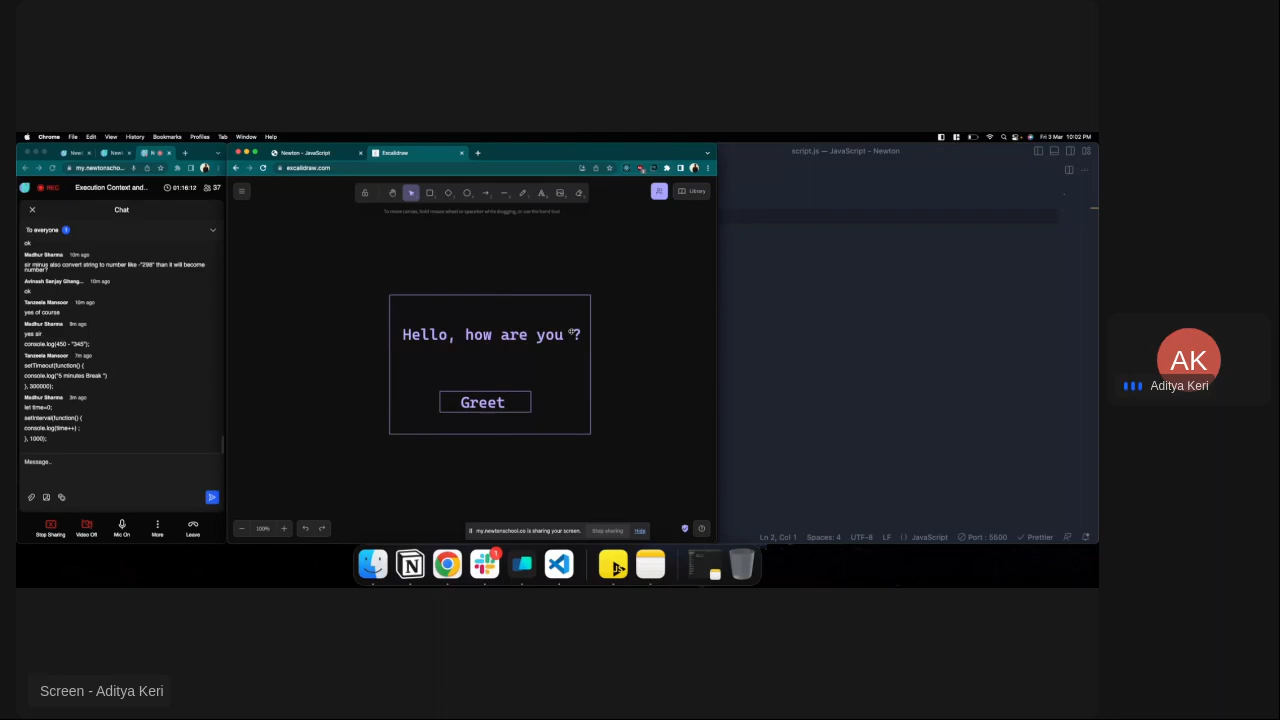 Chrome File Edit View History Bookmarks Profiles Tab Window Help
Fri 3 Mar 10:02 PM
Newton - JavaScript
Excalidraw
script.js — JavaScript - Newton
my.newtonscho...
excalidraw.com
REC Execution Context and.. 01:16:12 37
Library
Chat
To move canvas, hold mouse wheel or spacebar while dragging, or use the hand tool
To everyone 1
ok
Madhur Sharma 10m ago
sir minus also convert string to number like -"298" than it will become
number?
Avinash Sanjay Gheng... 10m ago
ok
Tanzeela Mansoor 10m ago
yes of course
Madhur Sharma 8m ago
yes sir
console.log(450 - "345");
Tanzeela Mansoor 7m ago
setTimeout(function() {
console.log("5 minutes Break ")
}, 300000);
Madhur Sharma 3m ago
let time=0;
setInterval(function() {
console.log(time++) ;
}, 1000);
Message..
Hello, how are you ?
Greet
Stop Sharing
Video Off
Mic On
More
Leave
100%
my.newtonschool.co is sharing your screen.
Stop sharing
Hide
Ln 2, Col 1 Spaces: 4 UTF-8 LF { } JavaScript Port : 5500 Prettier
1
AK
Aditya Keri
Screen - Aditya Keri